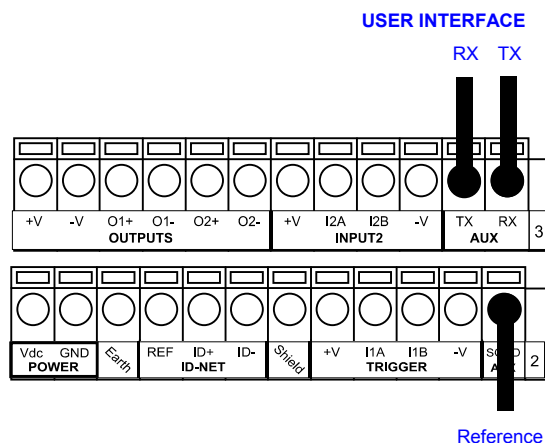 USER INTERFACE
RX TX
+V -V O1+ O1- O2+ O2- +V I2A I2B -V TX RX
OUTPUTS INPUT2 AUX
3
Vdc GND Earth REF ID+ ID- Shield +V I1A I1B -V
POWER ID-NET TRIGGER
2
Reference